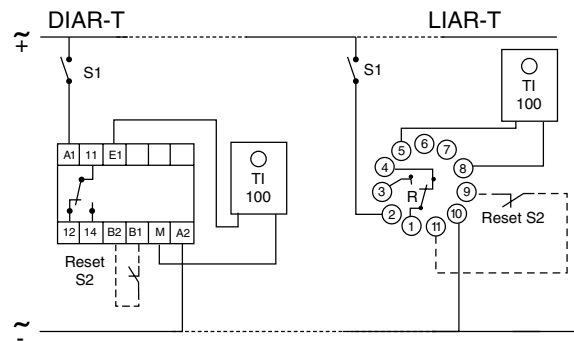 DIAR-T
LIAR-T
~
+
S1
S1
TI
100
A1 11 E1
TI
100
12 14 B2 B1 M A2
Reset
S2
5 6 7
4 8
3 R 9
2 1 11 10
Reset S2
~
-